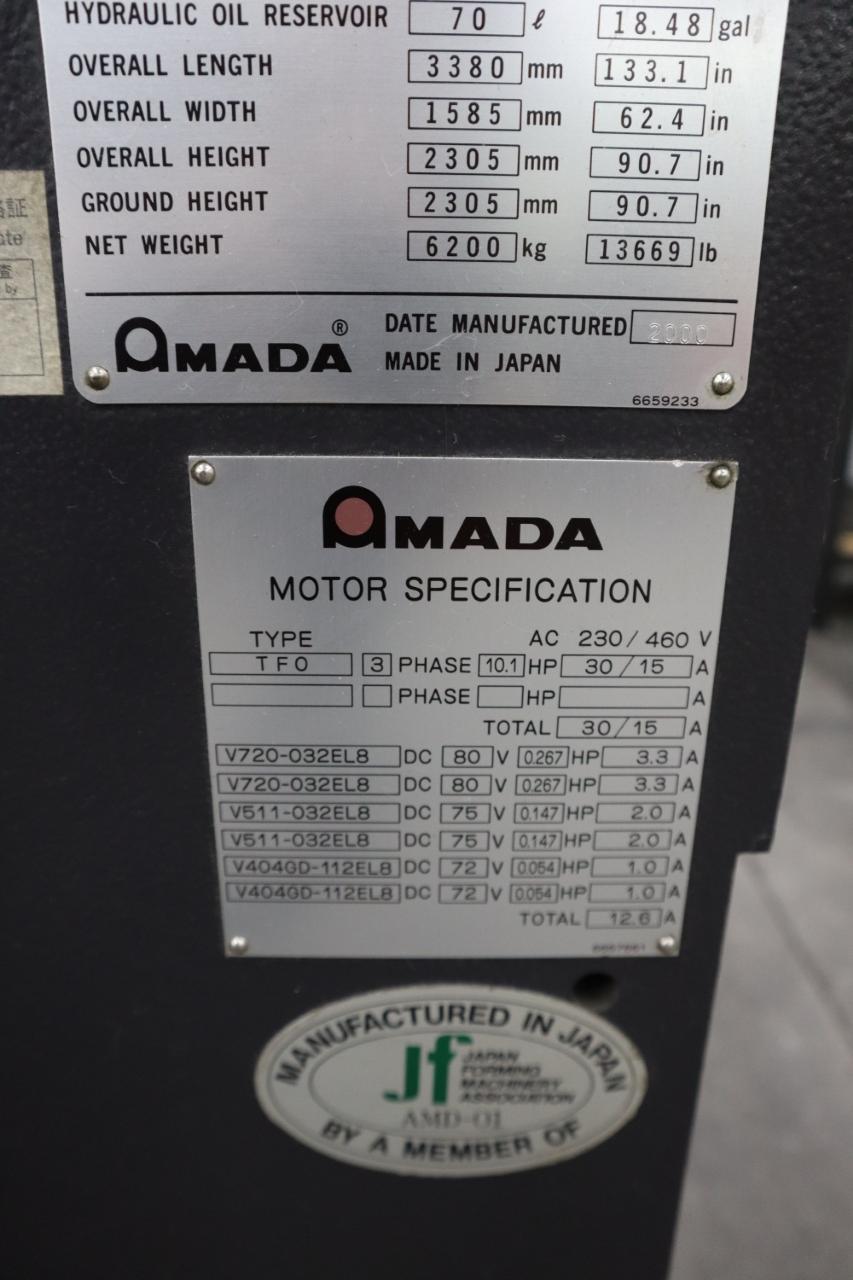 HYDRAULIC OIL RESERVOIR 70 ℓ 18.48 gal
OVERALL LENGTH 3380 mm 133.1 in
OVERALL WIDTH 1585 mm 62.4 in
OVERALL HEIGHT 2305 mm 90.7 in
GROUND HEIGHT 2305 mm 90.7 in
NET WEIGHT 6200 kg 13669 lb
AMADA® DATE MANUFACTURED 2000
MADE IN JAPAN
6659233
証
査
by
AMADA
MOTOR SPECIFICATION
TYPE AC 230/460 V
TFO 3 PHASE 10.1 HP 30/15 A
PHASE HP A
TOTAL 30/15 A
V720-032EL8 DC 80 V 0.267 HP 3.3 A
V720-032EL8 DC 80 V 0.267 HP 3.3 A
V511-032EL8 DC 75 V 0.147 HP 2.0 A
V511-032EL8 DC 75 V 0.147 HP 2.0 A
V404GD-112EL8 DC 72 V 0.054 HP 1.0 A
V404GD-112EL8 DC 72 V 0.054 HP 1.0 A
TOTAL 12.6 A
MANUFACTURED IN JAPAN
Jf JAPAN
FORMING
MACHINERY
ASSOCIATION
AMD-01
BY A MEMBER OF